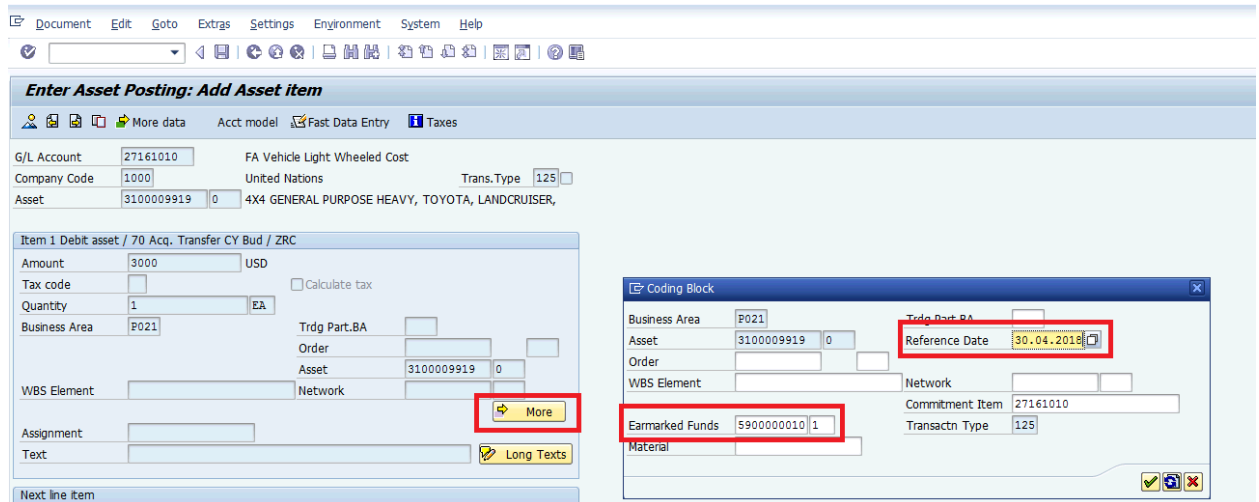 Document Edit Goto Extras Settings Environment System Help
Enter Asset Posting: Add Asset item
More data Acct model Fast Data Entry Taxes
G/L Account 27161010 FA Vehicle Light Wheeled Cost
Company Code 1000 United Nations Trans.Type 125
Asset 3100009919 0 4X4 GENERAL PURPOSE HEAVY, TOYOTA, LANDCRUISER,
Item 1 Debit asset / 70 Acq. Transfer CY Bud / ZRC
Amount 3000 USD
Tax code Calculate tax
Quantity 1 EA
Business Area P021 Trdg Part.BA
Order
Asset 3100009919 0
WBS Element Network
More
Assignment
Text Long Texts
Next line item
Coding Block
Business Area P021 Trdg Part.BA
Asset 3100009919 0 Reference Date 30.04.2018
Order
WBS Element Network
Commitment Item 27161010
Earmarked Funds 5900000010 1 Transactn Type 125
Material